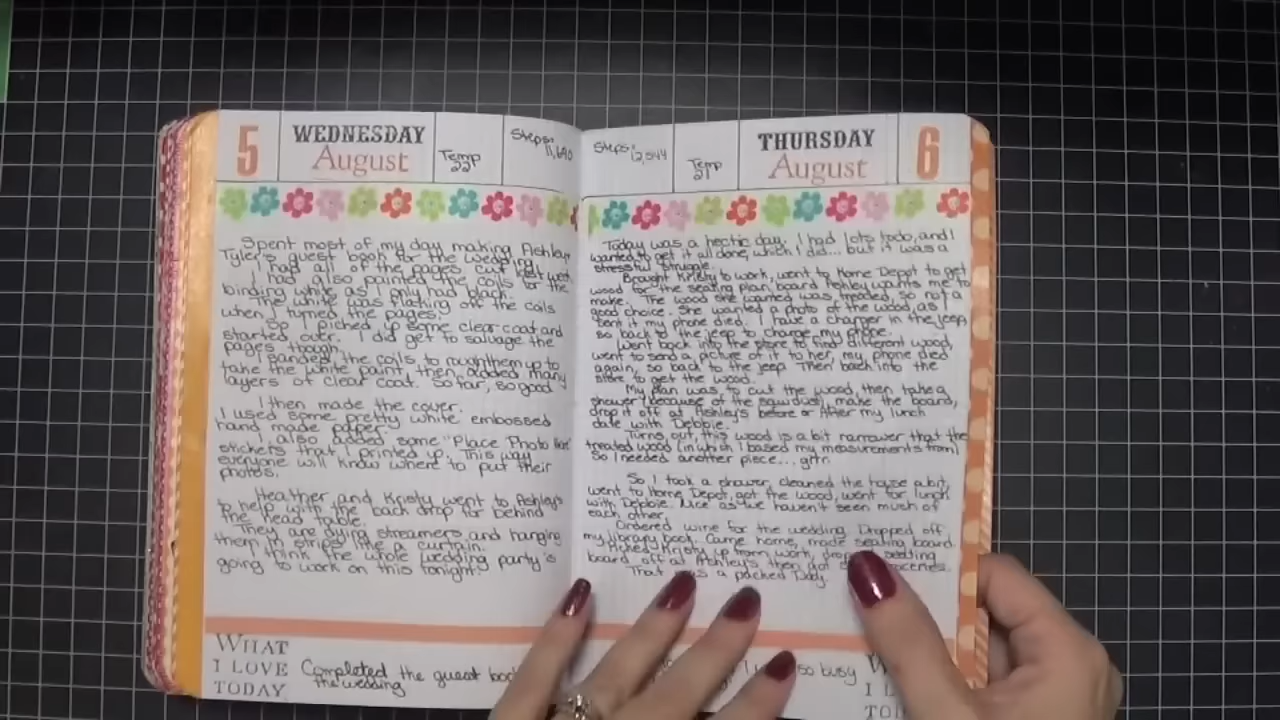 5
WEDNESDAY
August
Temp
22°
Steps:
11,690
Spent most of my day making Ashley
Tyler's guest book for the wedding.
I had all of the pages cut last week.
I had also painted the coils for the
binding white, as I only had black.
The white was flaking off the coils
when I turned the pages.
So I picked up some clear coat and
started over. I did get to salvage the
pages though.
I sanded the coils to roughthem up to
take the white paint, then added many
layers of clear coat. So far, so good
I then made the cover.
I used some pretty white embossed
hand made paper.
I also added some "Place Photo Here"
stickers that I printed up. This way
everyone will know where to put their
photos.
Heather and Kristy went to Ashley's
to help with the back drop for behind
the head table.
They are dying streamers and hanging
them in strips like a curtain.
I think the whole wedding party's
going to work on this tonight.
WHAT
I LOVE
TODAY
Completed the guest
the wedding
Steps:
12,544
Temp
THURSDAY
August
6
Today was a hectic day. I had lots todo, and I
wanted to get it all done, which I did... but it was a
stressful struggle.
Brought Kristy to work, went to Home Depot to get
wood for the seating plan board Ashley wants me to
make. The wood she wanted was treated, so not a
good choice. She wanted a photo of the wood, as I
sent it my phone died. I have a charger in the jeep
so back to the jeep to charge my phone.
Went back into the store to find different wood,
went to send a picture of it to her, my phone died
again, so back to the jeep. Then back into the
store to get the wood.
My plan was to cut the wood, then take a
shower (because of the sawdust), make the board,
drop it off at Ashley's before or After my lunch
date with Debbie.
Turns out, this wood is a bit narrower that the
treated wood (in which I based my measurements from)
So I needed another piece... grrr.
So I took a shower, cleaned the house abit,
went to Home Depot, got the wood, went for lunch
with Debbie. Nice as we haven't seen much of
each other.
Ordered wine for the wedding. Dropped off
my library book. Came home, made seating board.
Picked Kristy up from work, seating
board off at Ashley's then got
That was a packed Day.
so busy